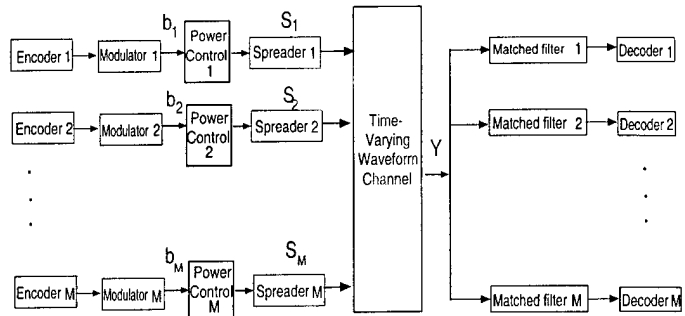 b1 S1
Encoder 1 Modulator 1 Power Control 1 Spreader 1 Matched filter 1 Decoder 1
b2 S2
Encoder 2 Modulator 2 Power Control 2 Spreader 2 Matched filter 2 Decoder 2
Time-
Varying
Waveform
Channel
Y
bM SM
Encoder M Modulator M Power Control M Spreader M Matched filter M Decoder M